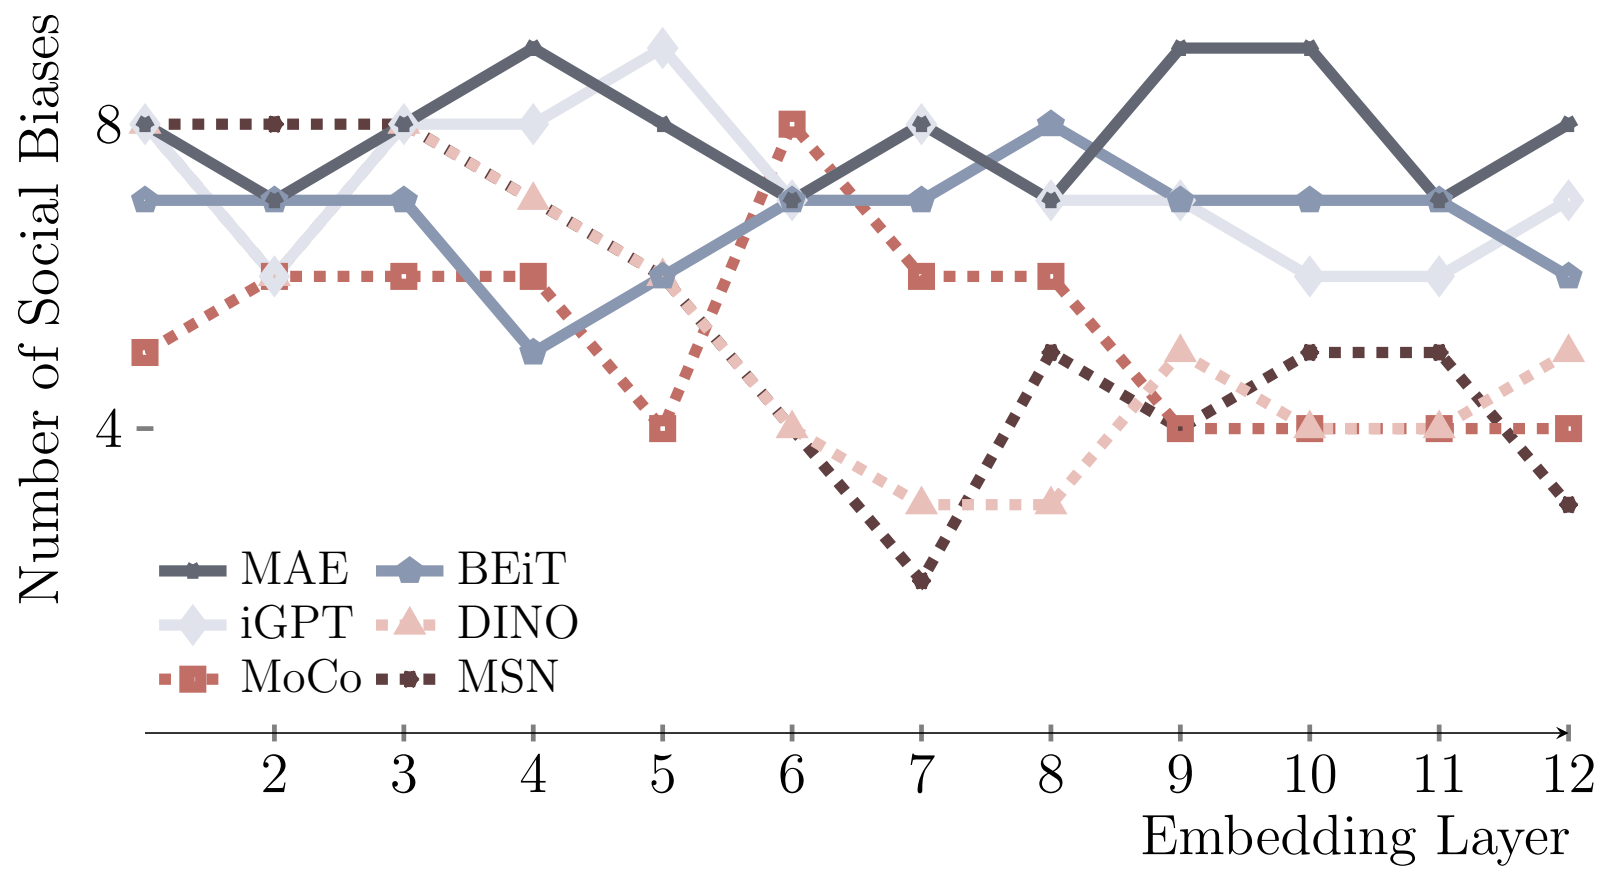 Number of Social Biases
8
4
MAE BEiT
iGPT DINO
MoCo MSN
2 3 4 5 6 7 8 9 10 11 12
Embedding Layer